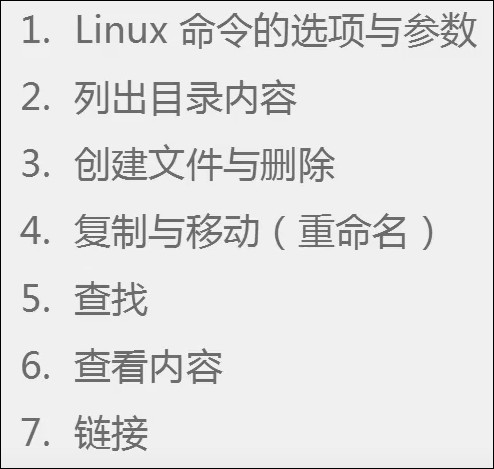 1. Linux 命令的选项与参数
2. 列出目录内容
3. 创建文件与删除
4. 复制与移动（重命名）
5. 查找
6. 查看内容
7. 链接